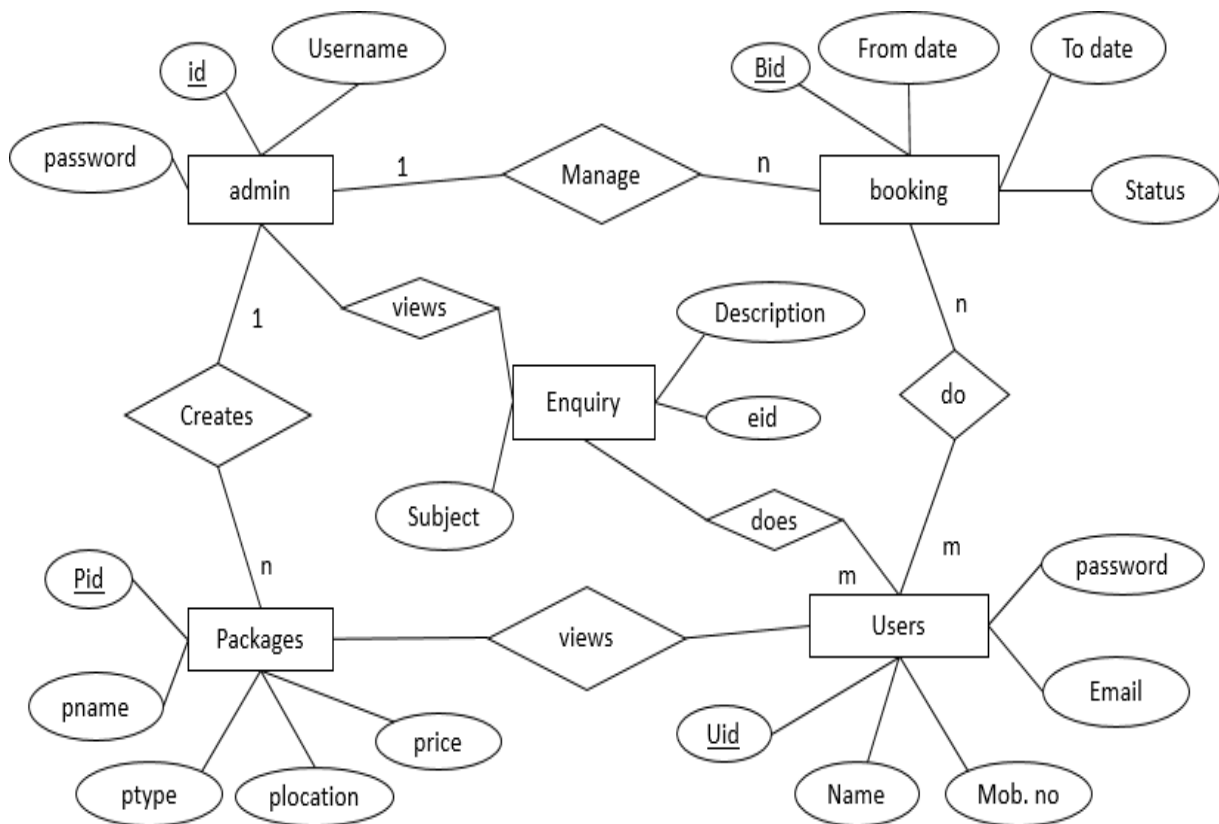 Username
id
password
admin
1
Manage
n
Bid
From date
To date
booking
Status
views
1
Creates
n
Description
Enquiry
eid
Subject
does
m
n
do
m
Pid
Packages
pname
ptype
plocation
price
views
Users
password
Email
Uid
Name
Mob. no